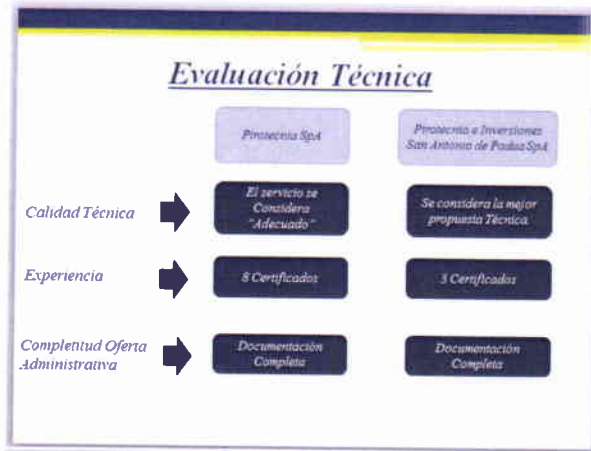 Evaluación Técnica
Pirotecnia SpA
Pirotecnia e Inversiones
San Antonio de Padua SpA
Calidad Técnica
El servicio se
Considera
"Adecuado"
Se considera la mejor
propuesta Técnica
Experiencia
8 Certificados
3 Certificados
Completitud Oferta
Administrativa
Documentación
Completa
Documentación
Completa